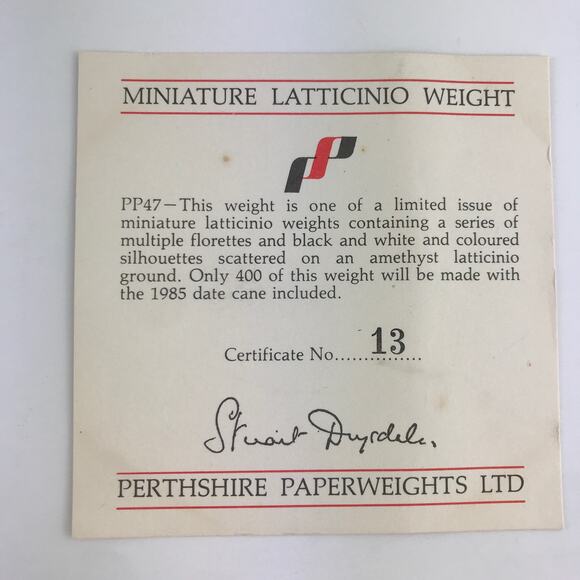 MINIATURE LATTICINIO WEIGHT
PP47—This weight is one of a limited issue of
miniature latticinio weights containing a series of
multiple florettes and black and white and coloured
silhouettes scattered on an amethyst latticinio
ground. Only 400 of this weight will be made with
the 1985 date cane included.
Certificate No.....13.........
Stuart Drysdale.
PERTHSHIRE PAPERWEIGHTS LTD